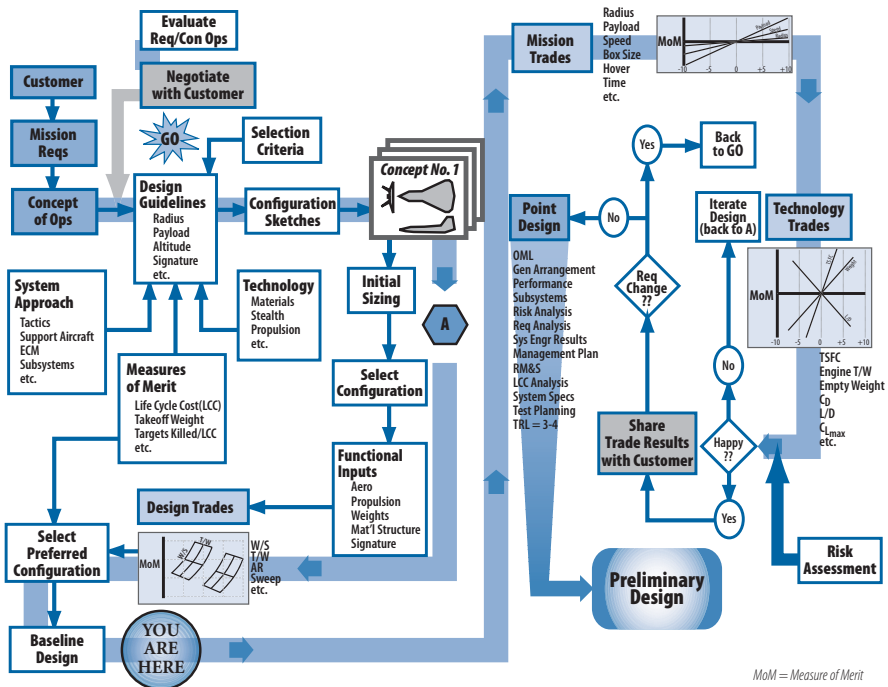 Evaluate
Req/Con Ops
Negotiate
with Customer
Customer
Mission
Reqs
Concept
of Ops
GO
Selection
Criteria
Design
Guidelines
Radius
Payload
Altitude
Signature
etc.
Configuration
Sketches
Concept No. 1
System
Approach
Tactics
Support Aircraft
ECM
Subsystems
etc.
Technology
Materials
Stealth
Propulsion
etc.
Measures
of Merit
Life Cycle Cost(LCC)
Takeoff Weight
Targets Killed/LCC
etc.
Initial
Sizing
A
Select
Configuration
Functional
Inputs
Aero
Propulsion
Weights
Mat'l Structure
Signature
Design Trades
MoM
W/S
T/W
W/S
T/W
AR
Sweep
etc.
Select
Preferred
Configuration
Baseline
Design
YOU
ARE
HERE
Mission
Trades
Radius
Payload
Speed
Box Size
Hover
Time
etc.
MoM
Payload
Speed
Radius
-10
-5
0
+5
+10
Technology
Trades
MoM
TSFC
Weight
L/D
-10
-5
0
+5
+10
TSFC
Engine T/W
Empty Weight
CD
L/D
CLmax
etc.
Risk
Assessment
Happy
??
No
Iterate
Design
(back to A)
Yes
Share
Trade Results
with Customer
Req
Change
??
Yes
Back
to GO
No
Point
Design
OML
Gen Arrangement
Performance
Subsystems
Risk Analysis
Req Analysis
Sys Engr Results
Management Plan
RM&S
LCC Analysis
System Specs
Test Planning
TRL = 3-4
Preliminary
Design
MoM = Measure of Merit